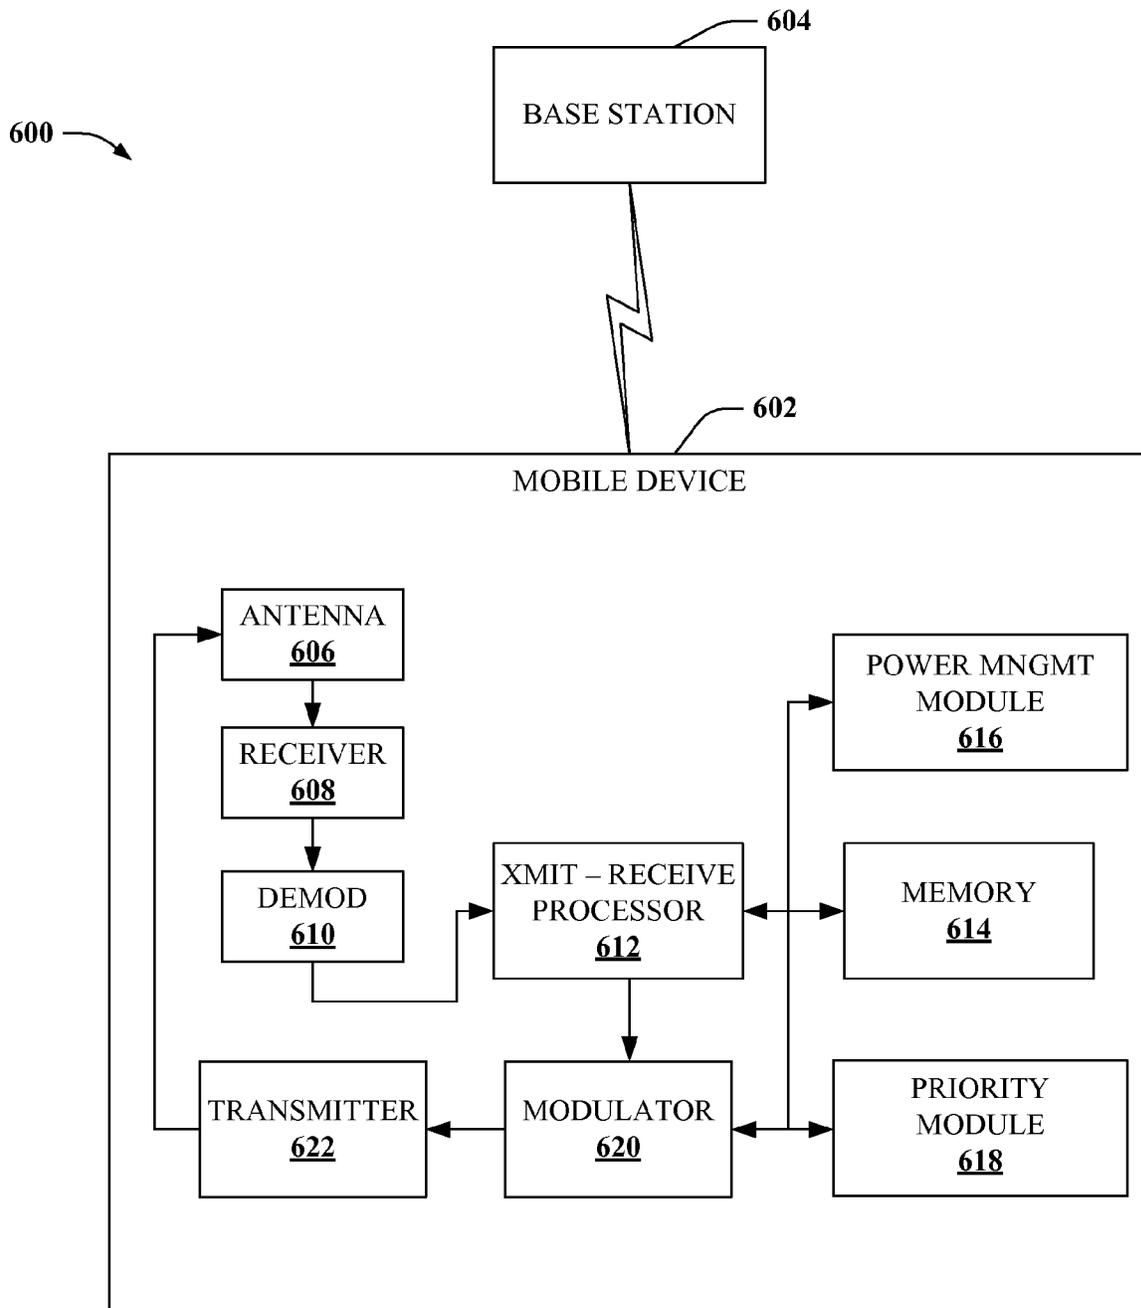 604
BASE STATION
600
602
MOBILE DEVICE
ANTENNA
606
RECEIVER
608
DEMOD
610
XMIT – RECEIVE
PROCESSOR
612
POWER MNGMT
MODULE
616
MEMORY
614
TRANSMITTER
622
MODULATOR
620
PRIORITY
MODULE
618